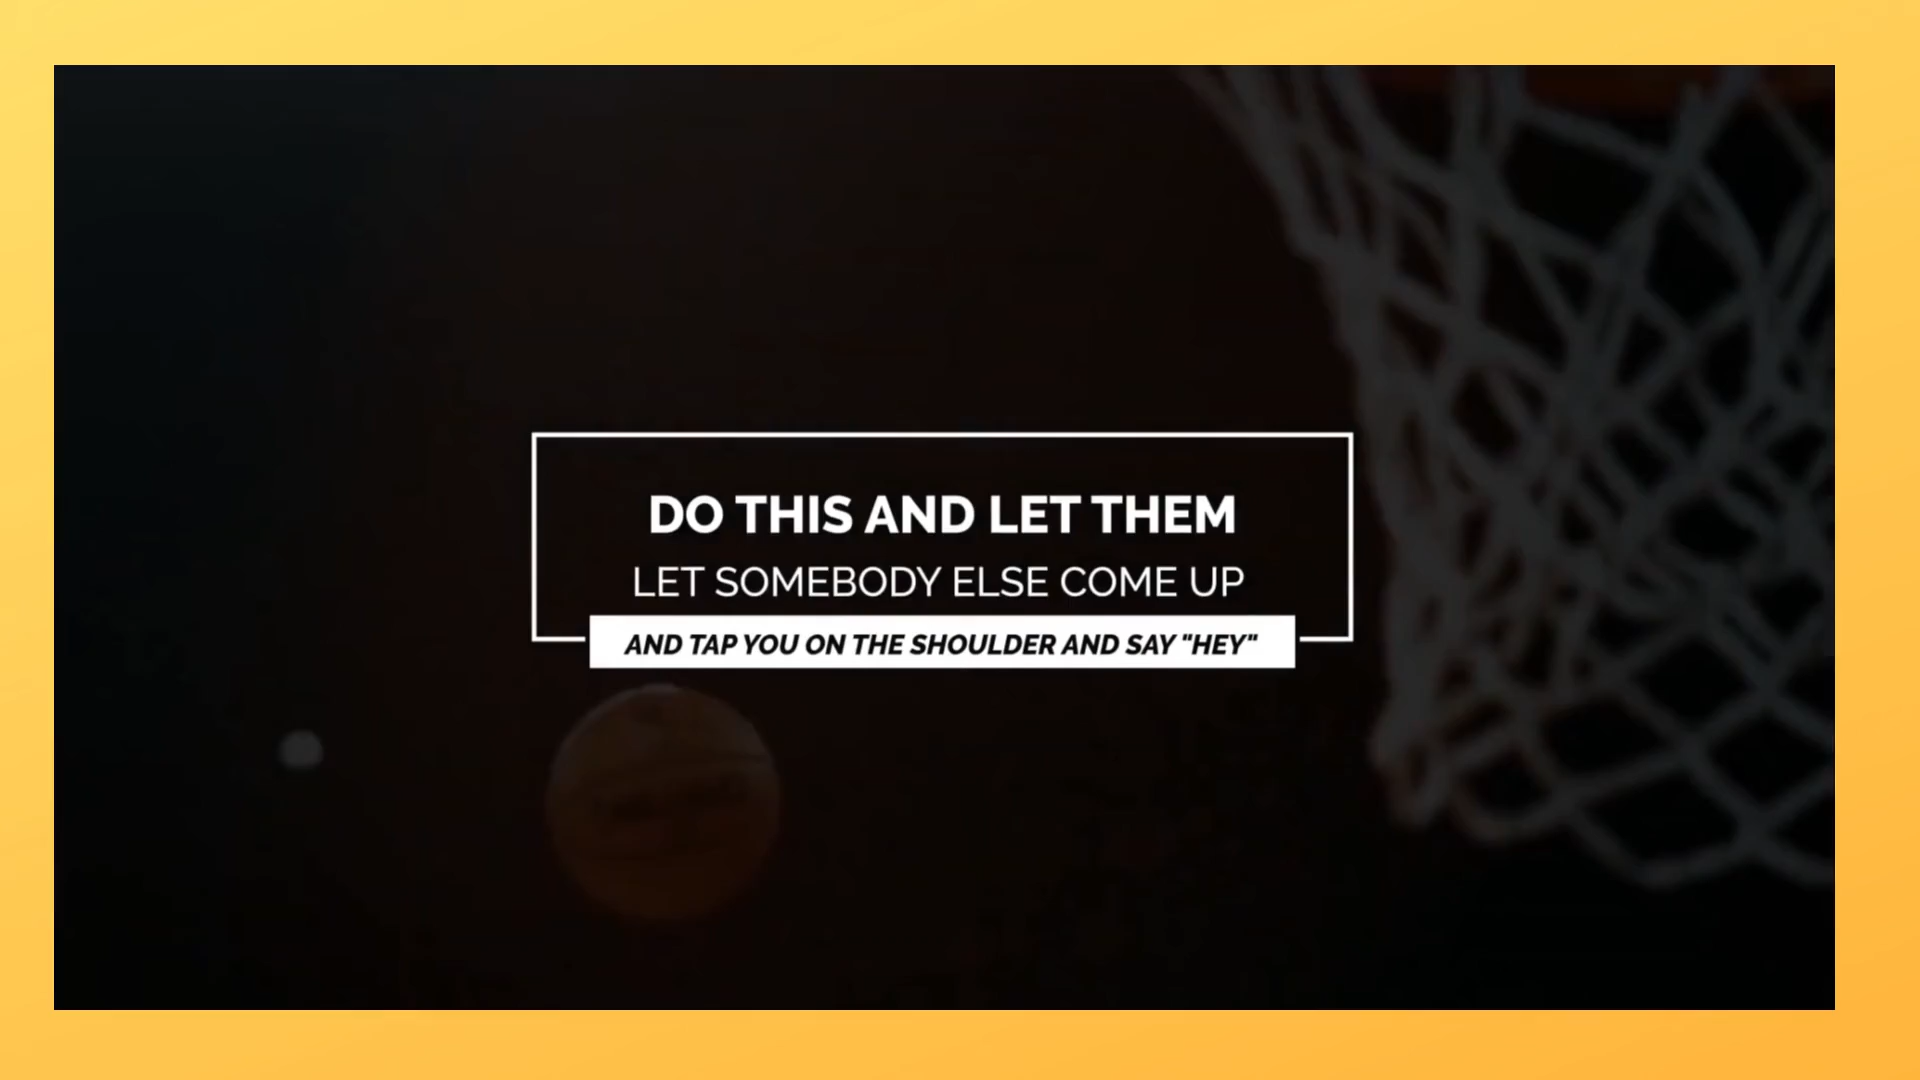 DO THIS AND LET THEM
LET SOMEBODY ELSE COME UP
AND TAP YOU ON THE SHOULDER AND SAY "HEY"